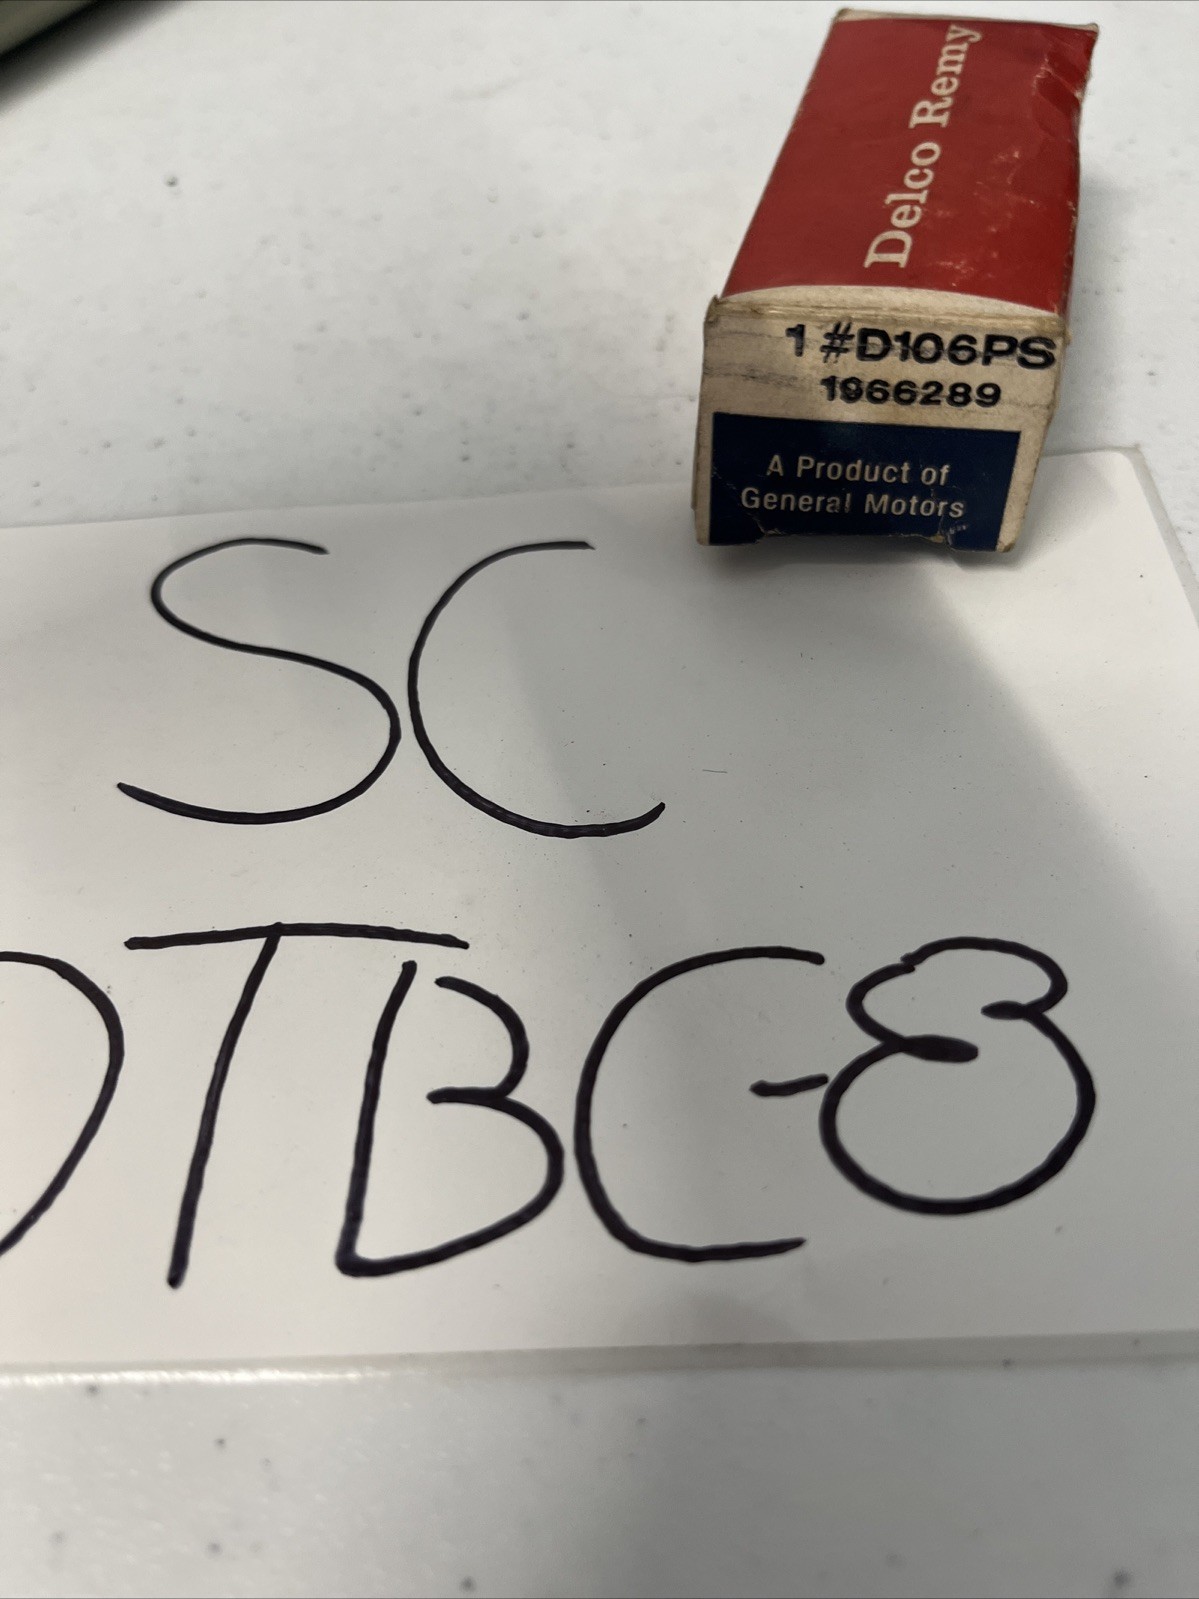 Delco Remy
1 #D106PS
1966289
A Product of
General Motors
SC
DTBC-8